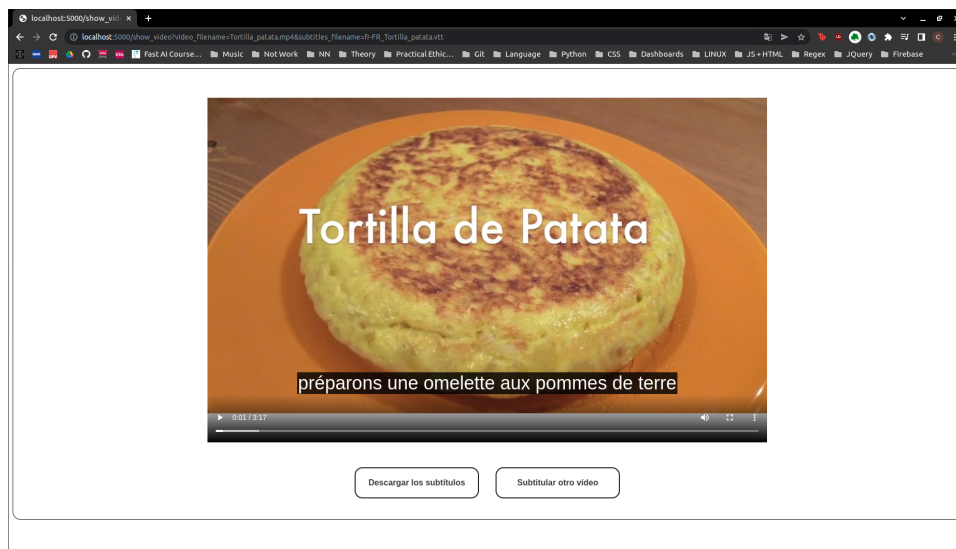 localhost:5000/show_vide
localhost:5000/show_video?video_filename=Tortilla_patata.mp4&subtitles_filename=fr-FR_Tortilla_patata.vtt
Fast AI Course... Music Not Work NN Theory Practical Ethic... Git Language Python CSS Dashboards LINUX JS+HTML Regex JQuery Firebase
Tortilla de Patata
préparons une omelette aux pommes de terre
0:01 / 3:17
Descargar los subtítulos Subtitular otro vídeo